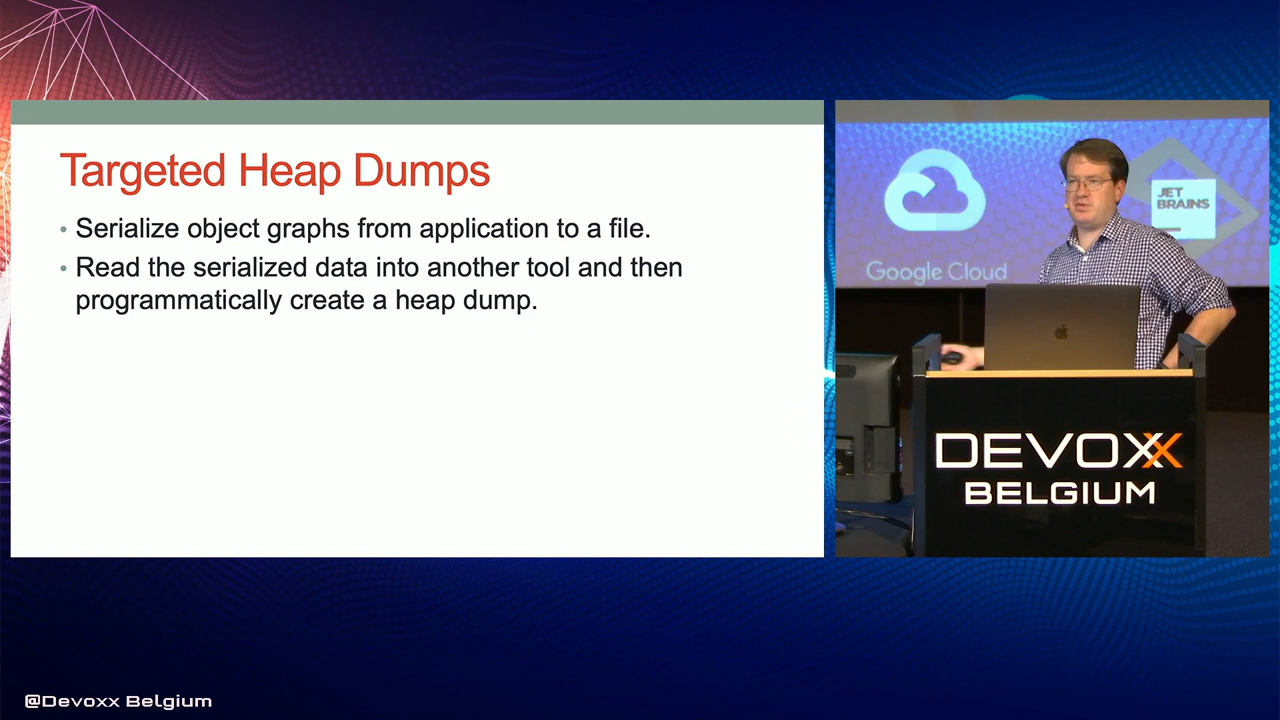 Targeted Heap Dumps
• Serialize object graphs from application to a file.
• Read the serialized data into another tool and then
programmatically create a heap dump.
Google Cloud
JET
BRAINS
DEVOXX
BELGIUM
@Devoxx Belgium